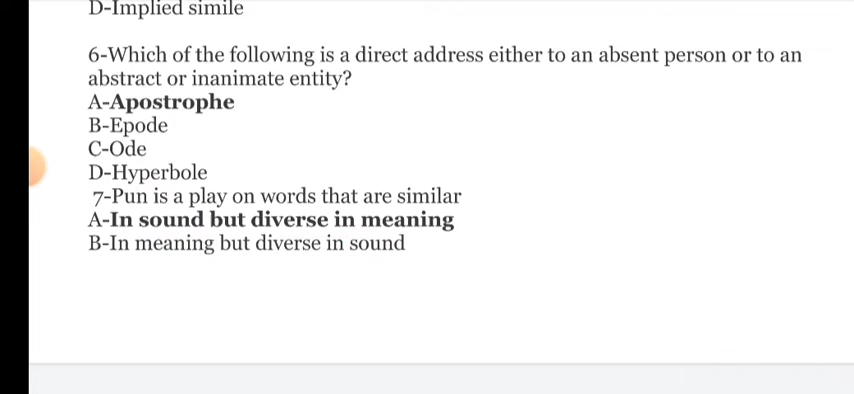 D-Implied simile
6-Which of the following is a direct address either to an absent person or to an
abstract or inanimate entity?
A-Apostrophe
B-Epode
C-Ode
D-Hyperbole
7-Pun is a play on words that are similar
A-In sound but diverse in meaning
B-In meaning but diverse in sound